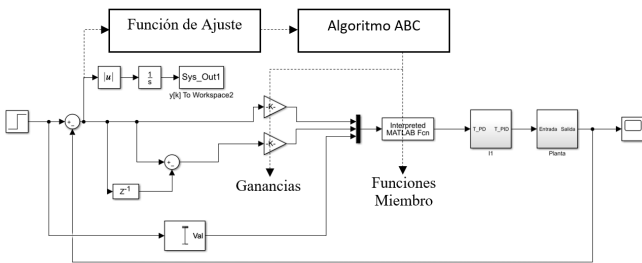 Función de Ajuste
Algoritmo ABC
|u|
1
s
Sys_Out1
y[k] To Workspace2
+
-
-K-
-K-
+
-
Z-1
Interpreted
MATLAB Fcn
T_PD T_PID
I1
Entrada Salida
Planta
Ganancias
Funciones
Miembro
Val